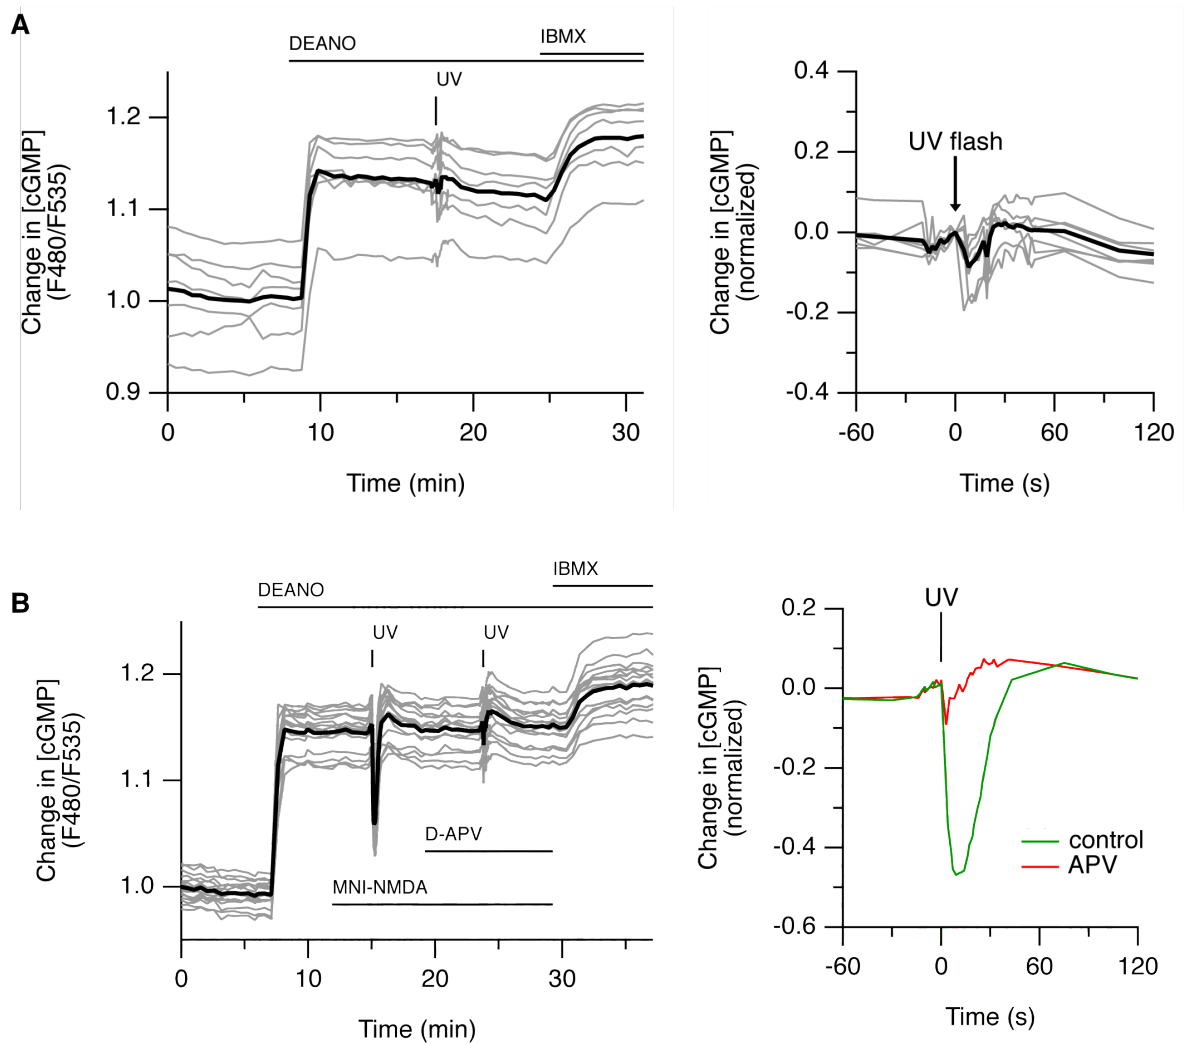 A
DEANO
IBMX
UV
Change in [cGMP]
(F480/F535)
1.2
1.1
1.0
0.9
0
10
20
30
Time (min)
UV flash
Change in [cGMP]
(normalized)
0.4
0.2
0.0
-0.2
-0.4
-60
0
60
120
Time (s)
B
DEANO
IBMX
UV
UV
Change in [cGMP]
(F480/F535)
1.2
1.1
1.0
D-APV
MNI-NMDA
0
10
20
30
Time (min)
UV
Change in [cGMP]
(normalized)
0.2
0.0
-0.2
-0.4
-0.6
control
APV
-60
0
60
120
Time (s)